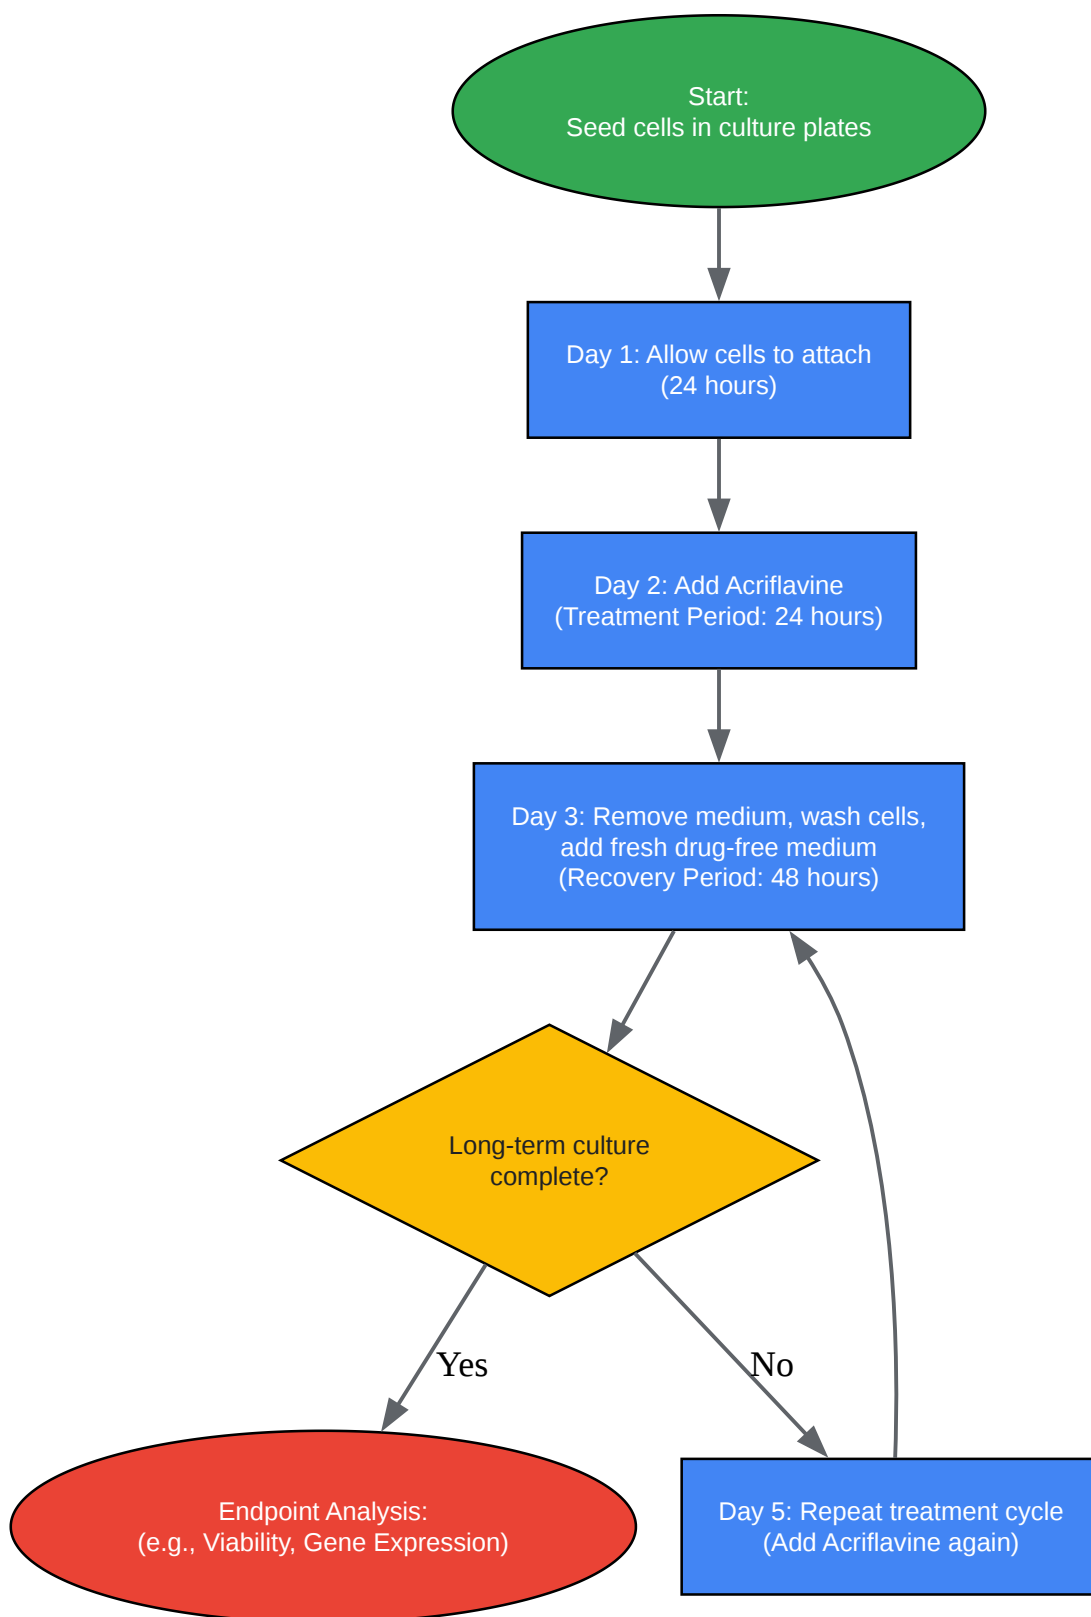 Start:
Seed cells in culture plates
Day 1: Allow cells to attach
(24 hours)
Day 2: Add Acriflavine
(Treatment Period: 24 hours)
Day 3: Remove medium, wash cells,
add fresh drug-free medium
(Recovery Period: 48 hours)
Long-term culture
complete?
Yes
No
Endpoint Analysis:
(e.g., Viability, Gene Expression)
Day 5: Repeat treatment cycle
(Add Acriflavine again)